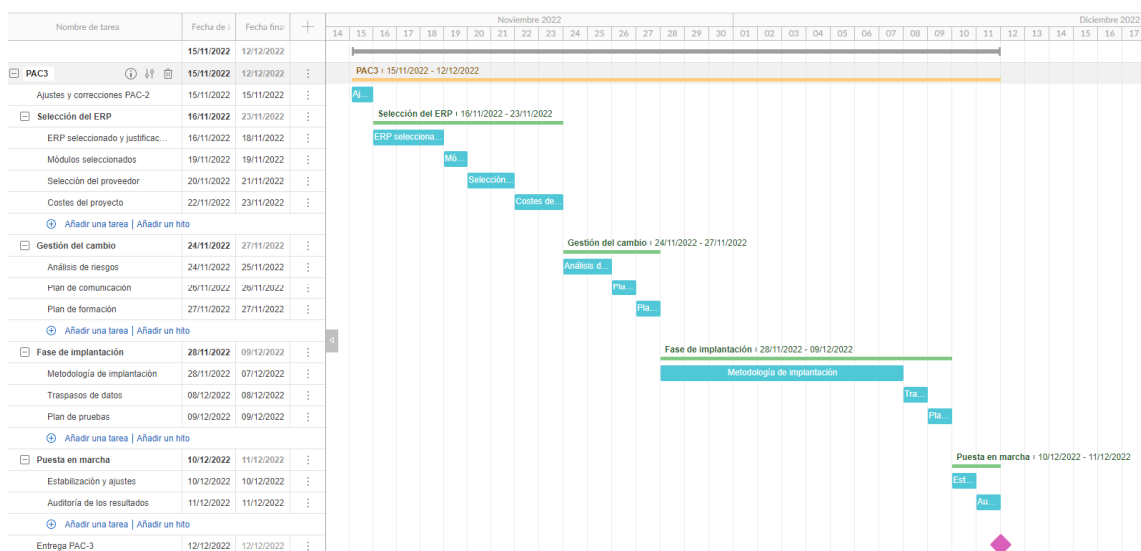 Nombre de tarea Fecha de i Fecha final
Noviembre 2022 Diciembre 2022
14 15 16 17 18 19 20 21 22 23 24 25 26 27 28 29 30 01 02 03 04 05 06 07 08 09 10 11 12 13 14 15 16 17
15/11/2022 12/12/2022
PAC3 15/11/2022 12/12/2022 PAC3 15/11/2022 - 12/12/2022
Ajustes y correcciones PAC-2 15/11/2022 15/11/2022 Aj...
Selección del ERP 16/11/2022 23/11/2022 Selección del ERP 16/11/2022 - 23/11/2022
ERP seleccionado y justificac... 16/11/2022 18/11/2022 ERP selecciona...
Módulos seleccionados 19/11/2022 19/11/2022 Mó...
Selección del proveedor 20/11/2022 21/11/2022 Selección...
Costes del proyecto 22/11/2022 23/11/2022 Costes de...
Añadir una tarea | Añadir un hito
Gestión del cambio 24/11/2022 27/11/2022 Gestión del cambio 24/11/2022 - 27/11/2022
Análisis de riesgos 24/11/2022 25/11/2022 Análisis d...
Plan de comunicación 26/11/2022 26/11/2022 Pla...
Plan de formación 27/11/2022 27/11/2022 Pla...
Añadir una tarea | Añadir un hito
Fase de implantación 28/11/2022 09/12/2022 Fase de implantación 28/11/2022 - 09/12/2022
Metodología de implantación 28/11/2022 07/12/2022 Metodología de implantación
Traspasos de datos 08/12/2022 08/12/2022 Tra...
Plan de pruebas 09/12/2022 09/12/2022 Pla...
Añadir una tarea | Añadir un hito
Puesta en marcha 10/12/2022 11/12/2022 Puesta en marcha 10/12/2022 - 11/12/2022
Estabilización y ajustes 10/12/2022 10/12/2022 Est...
Auditoría de los resultados 11/12/2022 11/12/2022 Au...
Añadir una tarea | Añadir un hito
Entrega PAC-3 12/12/2022 12/12/2022